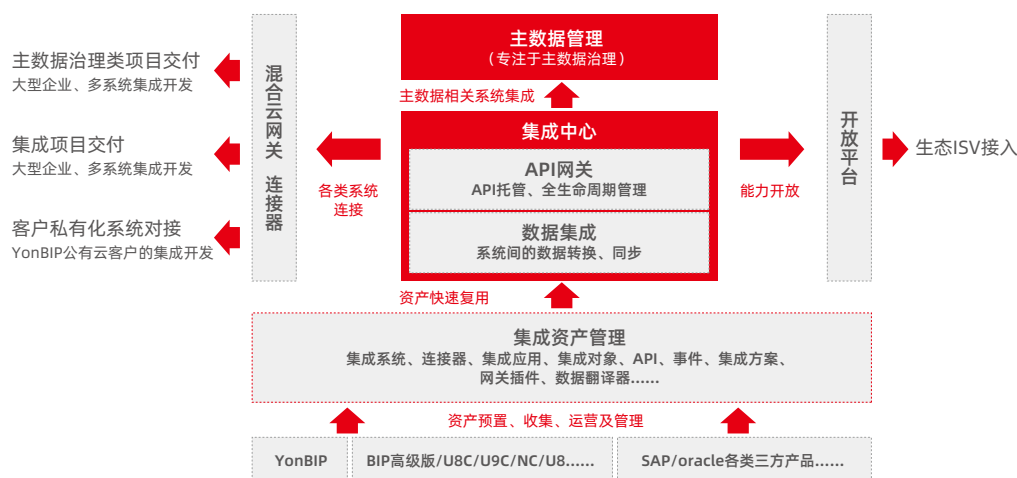 主数据管理
（专注于主数据治理）
主数据治理类项目交付
大型企业、多系统集成开发
主数据相关系统集成
集成项目交付
大型企业、多系统集成开发
客户私有化系统对接
YonBIP公有云客户的集成开发
混合云网关 连接器
各类系统
连接
集成中心
API网关
API托管、全生命周期管理
数据集成
系统间的数据转换、同步
能力开放
开放平台
生态ISV接入
资产快速复用
集成资产管理
集成系统、连接器、集成应用、集成对象、API、事件、集成方案、
网关插件、数据翻译器......
资产预置、收集、运营及管理
YonBIP
BIP高级版/U8C/U9C/NC/U8......
SAP/oracle各类三方产品......